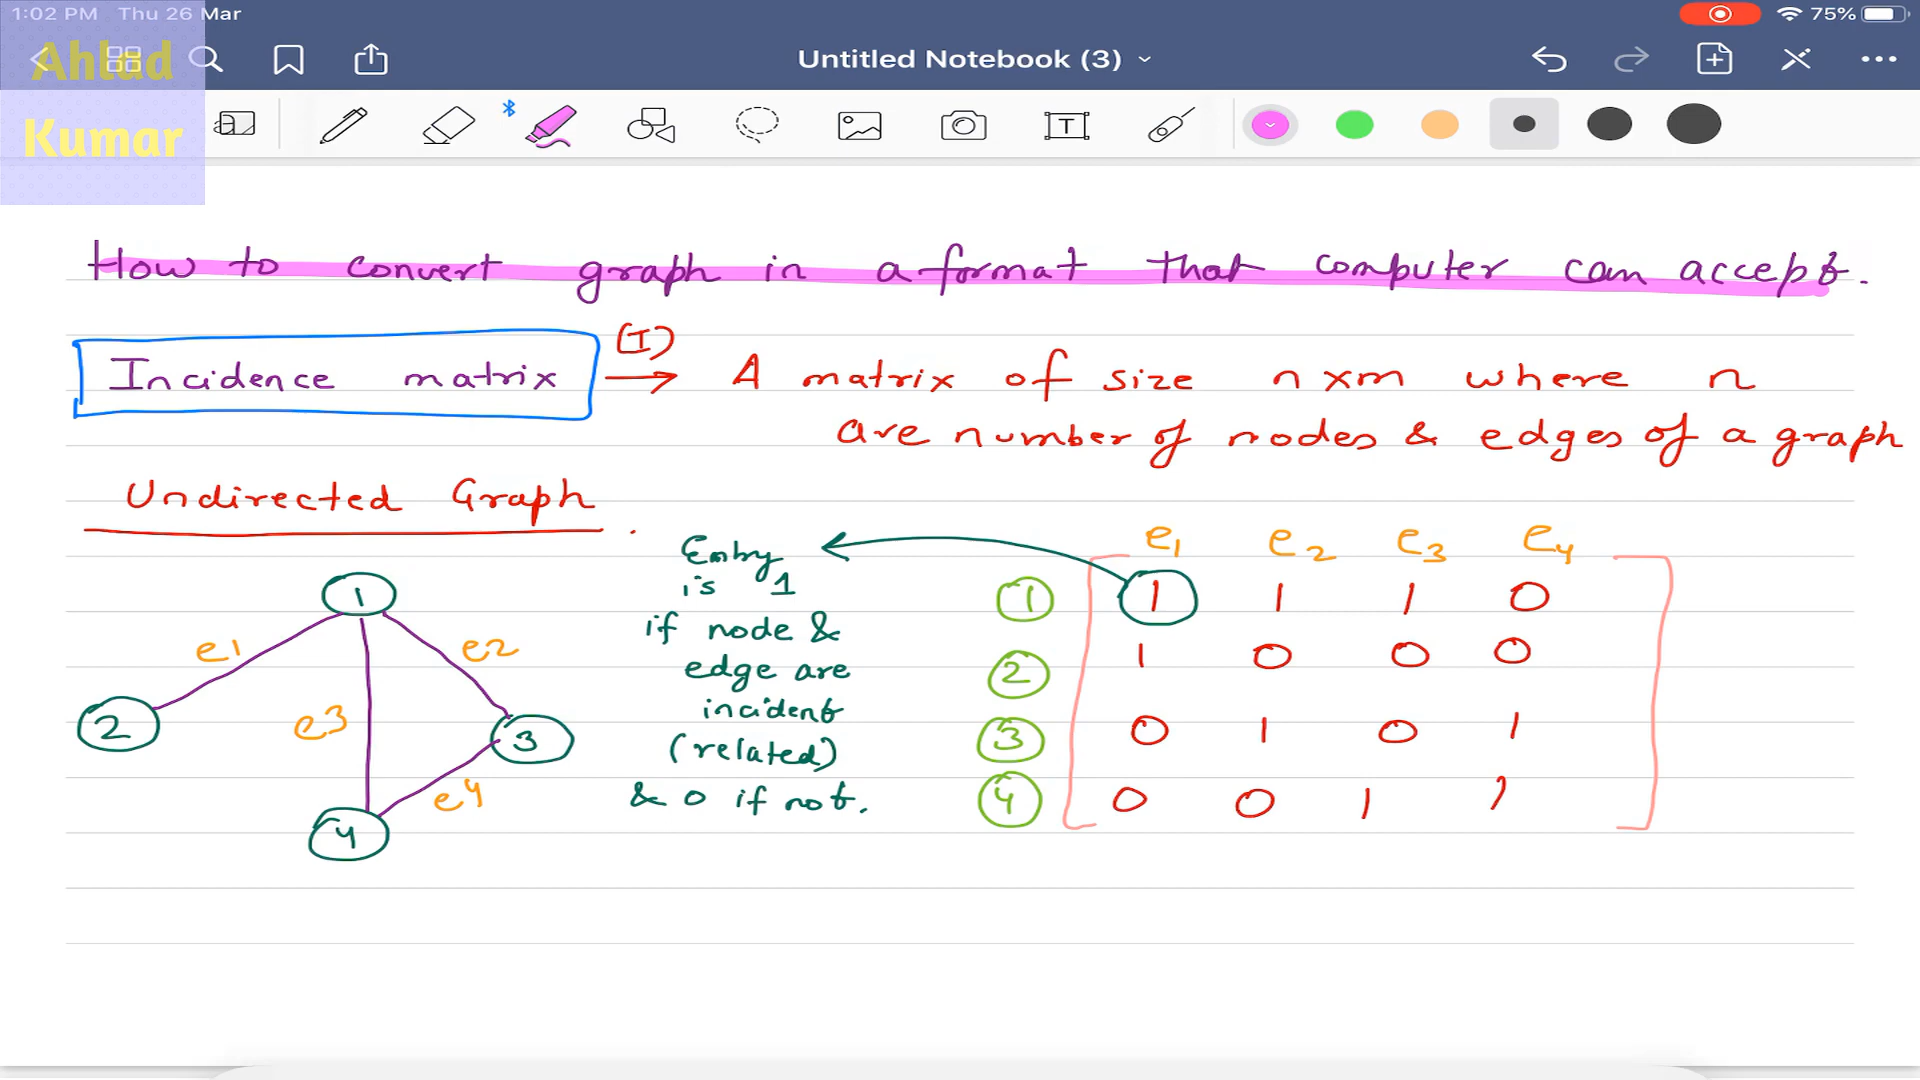 1:02 PM Thu 26 Mar
75%
Ahlad
Kumar
Untitled Notebook (3)
a
T
How to convert graph in a format that computer can accept.
Incidence matrix (I) → A matrix of size n x m where n
are number of nodes & edges of a graph
Undirected Graph.
1
e1
e2
2
e3
3
e4
4
Entry
is 1
if node &
edge are
incident
(related)
& 0 if not.
e1 e2 e3 e4
1 1 1 1 0
2 1 0 0 0
3 0 1 0 1
4 0 0 1 1